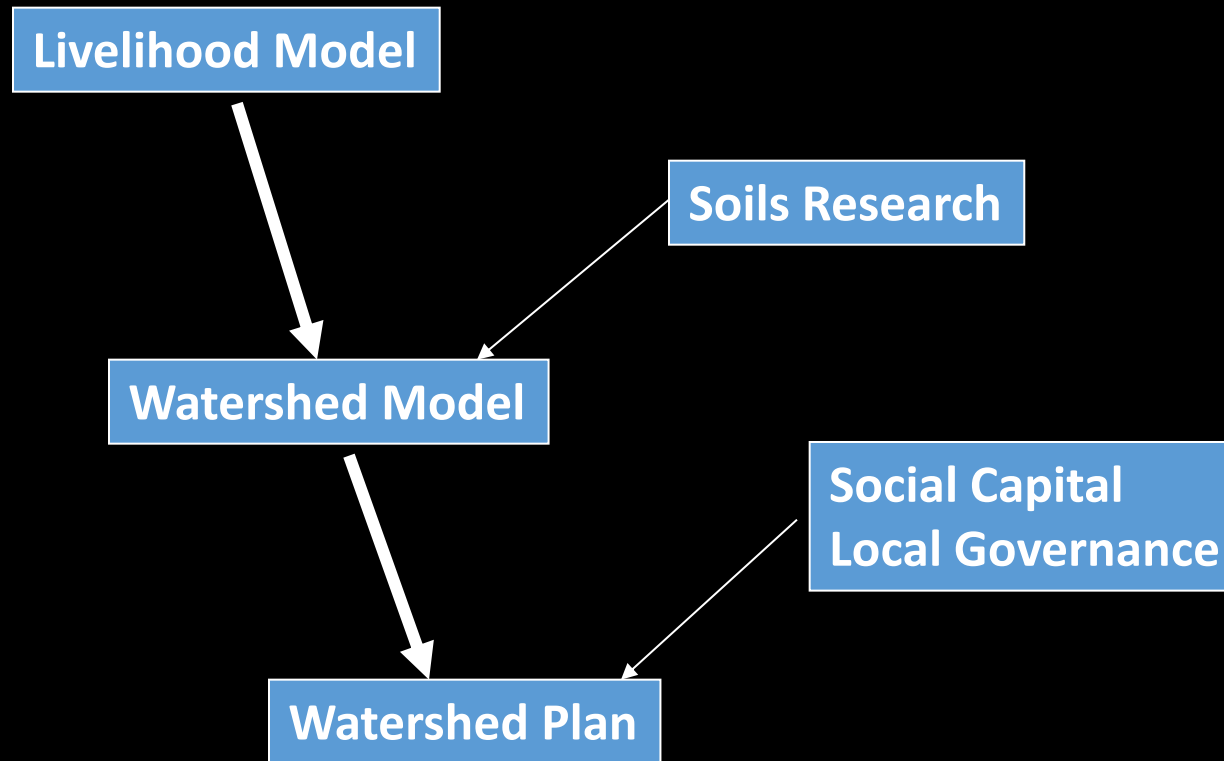 Livelihood Model
Soils Research
Watershed Model
Social Capital
Local Governance
Watershed Plan